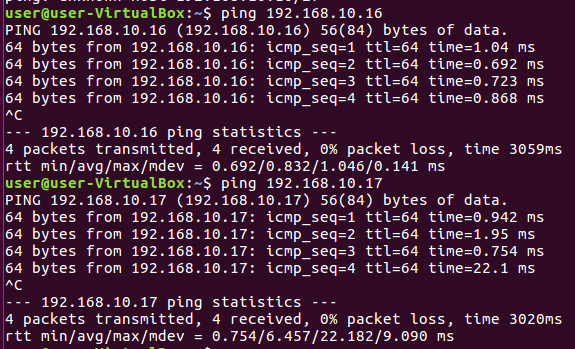 user@user-VirtualBox:~$ ping 192.168.10.16
PING 192.168.10.16 (192.168.10.16) 56(84) bytes of data.
64 bytes from 192.168.10.16: icmp_seq=1 ttl=64 time=1.04 ms
64 bytes from 192.168.10.16: icmp_seq=2 ttl=64 time=0.692 ms
64 bytes from 192.168.10.16: icmp_seq=3 ttl=64 time=0.723 ms
64 bytes from 192.168.10.16: icmp_seq=4 ttl=64 time=0.868 ms
^C
--- 192.168.10.16 ping statistics ---
4 packets transmitted, 4 received, 0% packet loss, time 3059ms
rtt min/avg/max/mdev = 0.692/0.832/1.046/0.141 ms
user@user-VirtualBox:~$ ping 192.168.10.17
PING 192.168.10.17 (192.168.10.17) 56(84) bytes of data.
64 bytes from 192.168.10.17: icmp_seq=1 ttl=64 time=0.942 ms
64 bytes from 192.168.10.17: icmp_seq=2 ttl=64 time=1.95 ms
64 bytes from 192.168.10.17: icmp_seq=3 ttl=64 time=0.754 ms
64 bytes from 192.168.10.17: icmp_seq=4 ttl=64 time=22.1 ms
^C
--- 192.168.10.17 ping statistics ---
4 packets transmitted, 4 received, 0% packet loss, time 3020ms
rtt min/avg/max/mdev = 0.754/6.457/22.182/9.090 ms